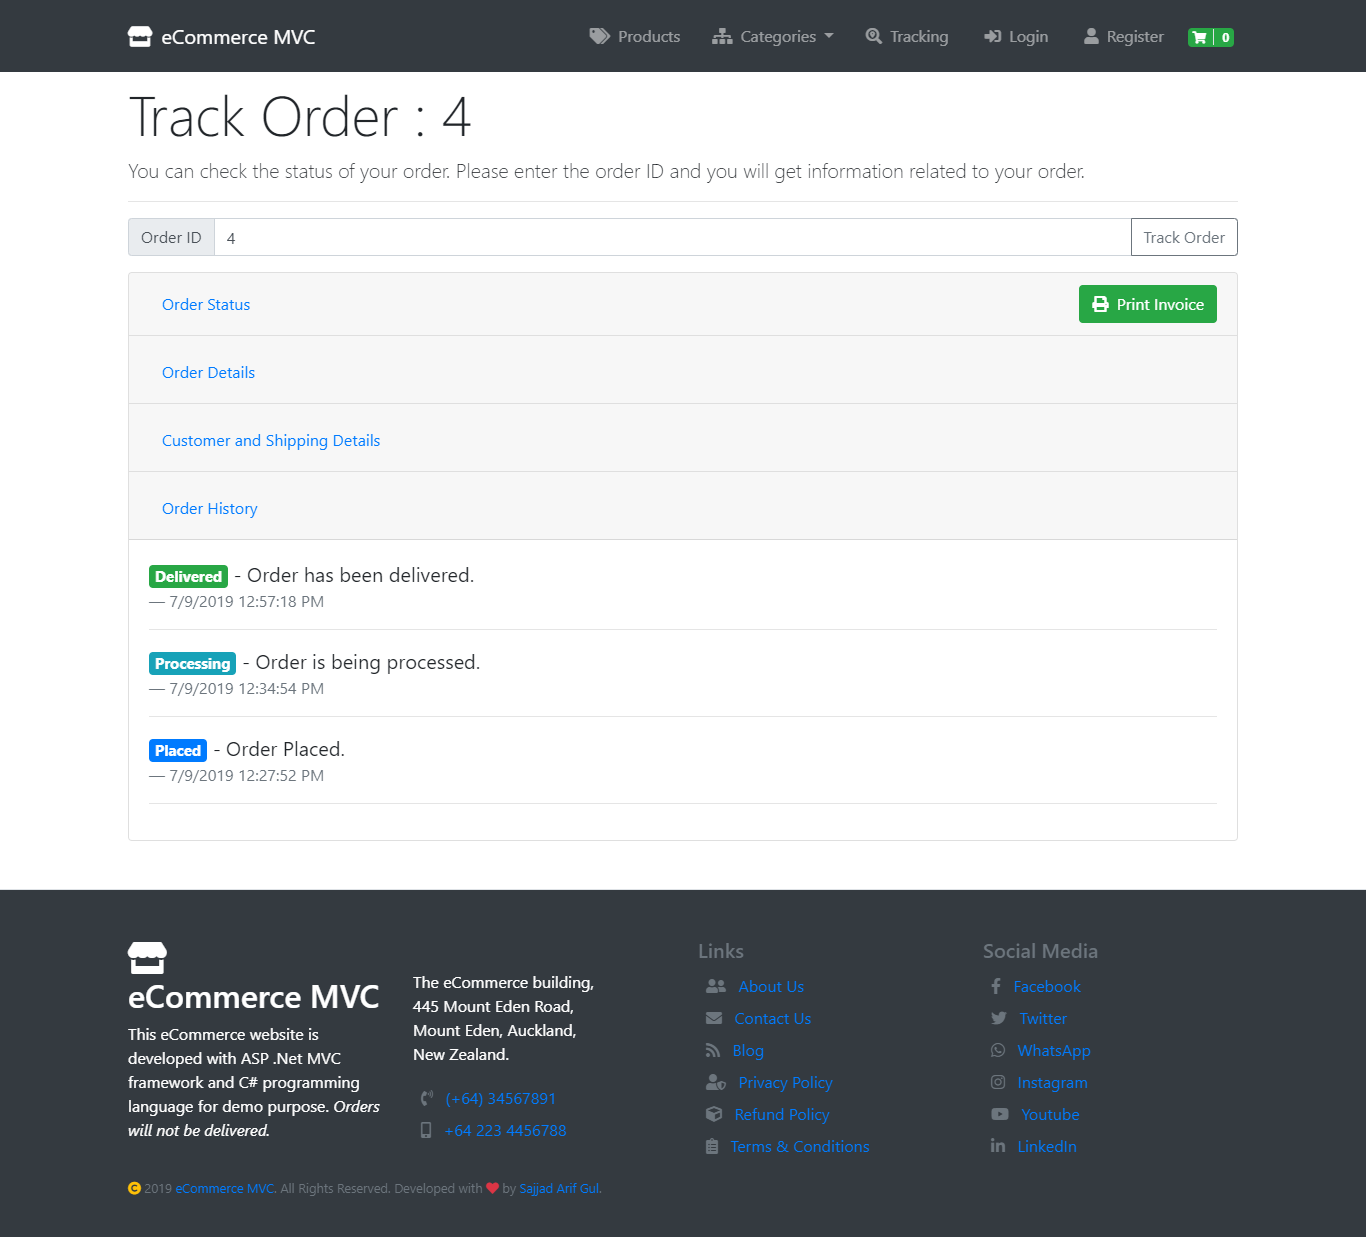 eCommerce MVC
Products
Categories
Tracking
Login
Register
0
Track Order : 4
You can check the status of your order. Please enter the order ID and you will get information related to your order.
Order ID
4
Track Order
Order Status
Print Invoice
Order Details
Customer and Shipping Details
Order History
Delivered - Order has been delivered.
— 7/9/2019 12:57:18 PM
Processing - Order is being processed.
— 7/9/2019 12:34:54 PM
Placed - Order Placed.
— 7/9/2019 12:27:52 PM
eCommerce MVC
This eCommerce website is
developed with ASP .Net MVC
framework and C# programming
language for demo purpose. Orders
will not be delivered.
The eCommerce building,
445 Mount Eden Road,
Mount Eden, Auckland,
New Zealand.
(+64) 34567891
+64 223 4456788
Links
About Us
Contact Us
Blog
Privacy Policy
Refund Policy
Terms & Conditions
Social Media
Facebook
Twitter
WhatsApp
Instagram
Youtube
LinkedIn
2019 eCommerce MVC. All Rights Reserved. Developed with by Sajjad Arif Gul.